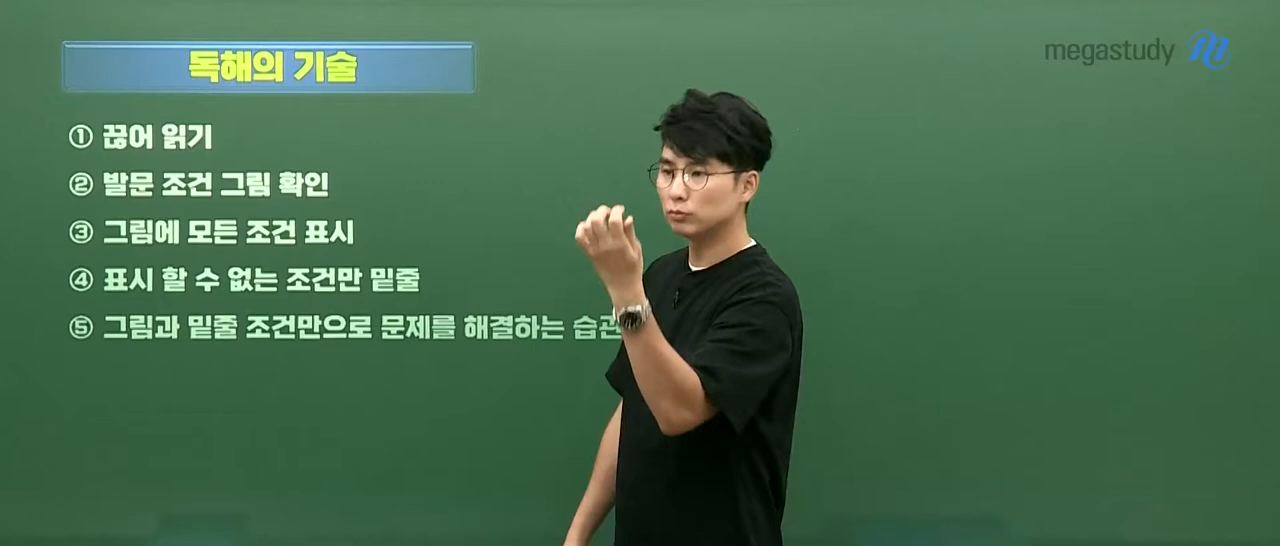 독해의 기술
megastudy
① 끊어 읽기
② 발문 조건 그림 확인
③ 그림에 모든 조건 표시
④ 표시 할 수 없는 조건만 밑줄
⑤ 그림과 밑줄 조건만으로 문제를 해결하는